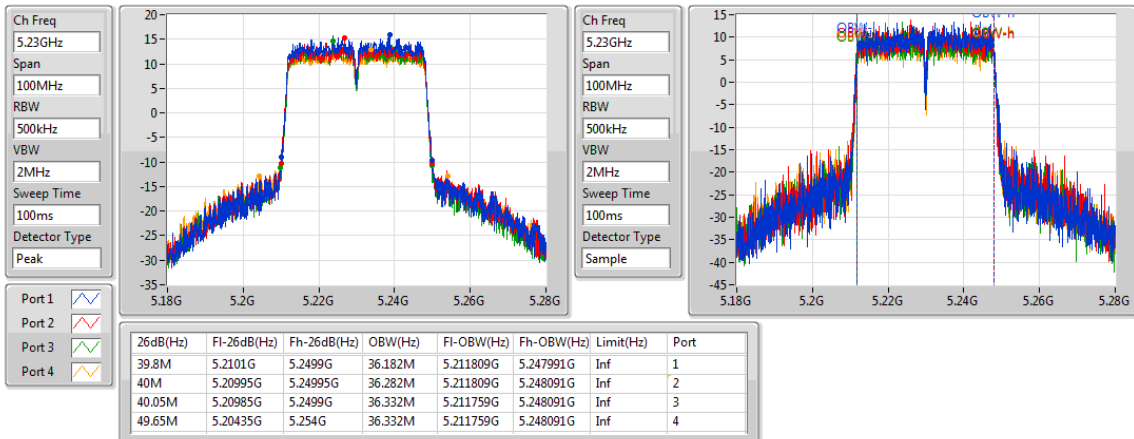 Ch Freq
5.23GHz
Span
100MHz
RBW
500kHz
VBW
2MHz
Sweep Time
100ms
Detector Type
Peak
20
15
10
5
0
-5
-10
-15
-20
-25
-30
-35
5.18G 5.2G 5.22G 5.24G 5.26G 5.28G
Ch Freq
5.23GHz
Span
100MHz
RBW
500kHz
VBW
2MHz
Sweep Time
100ms
Detector Type
Sample
15
10
5
0
-5
-10
-15
-20
-25
-30
-35
-40
-45
5.18G 5.2G 5.22G 5.24G 5.26G 5.28G
OBW-h
Port 1
Port 2
Port 3
Port 4
26dB(Hz) Fl-26dB(Hz) Fh-26dB(Hz) OBW(Hz) Fl-OBW(Hz) Fh-OBW(Hz) Limit(Hz) Port
39.8M 5.2101G 5.2499G 36.182M 5.211809G 5.247991G Inf 1
40M 5.20995G 5.24995G 36.282M 5.211809G 5.248091G Inf 2
40.05M 5.20985G 5.2499G 36.332M 5.211759G 5.248091G Inf 3
49.65M 5.20435G 5.254G 36.332M 5.211759G 5.248091G Inf 4